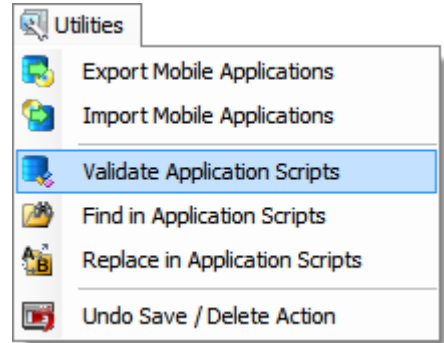 Utilities
Export Mobile Applications
Import Mobile Applications
Validate Application Scripts
Find in Application Scripts
Replace in Application Scripts
Undo Save / Delete Action